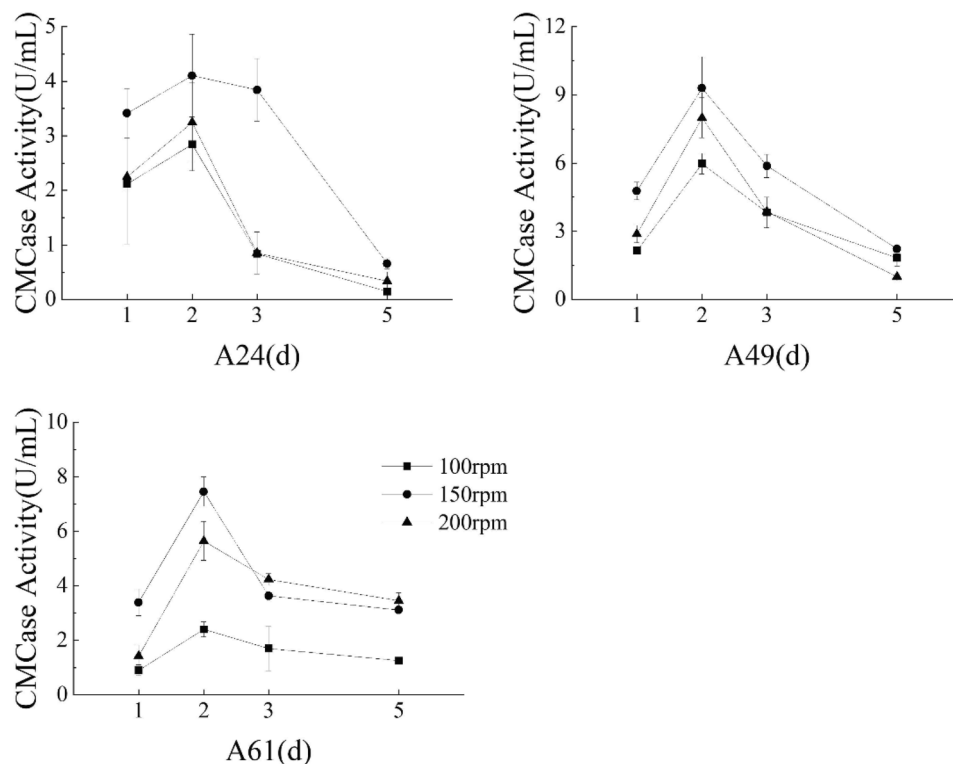 CMCase Activity(U/mL)
5
4
3
2
1
0
1 2 3 5
A24(d)
CMCase Activity(U/mL)
12
9
6
3
0
1 2 3 5
A49(d)
CMCase Activity(U/mL)
10
8
6
4
2
0
1 2 3 5
A61(d)
100rpm
150rpm
200rpm